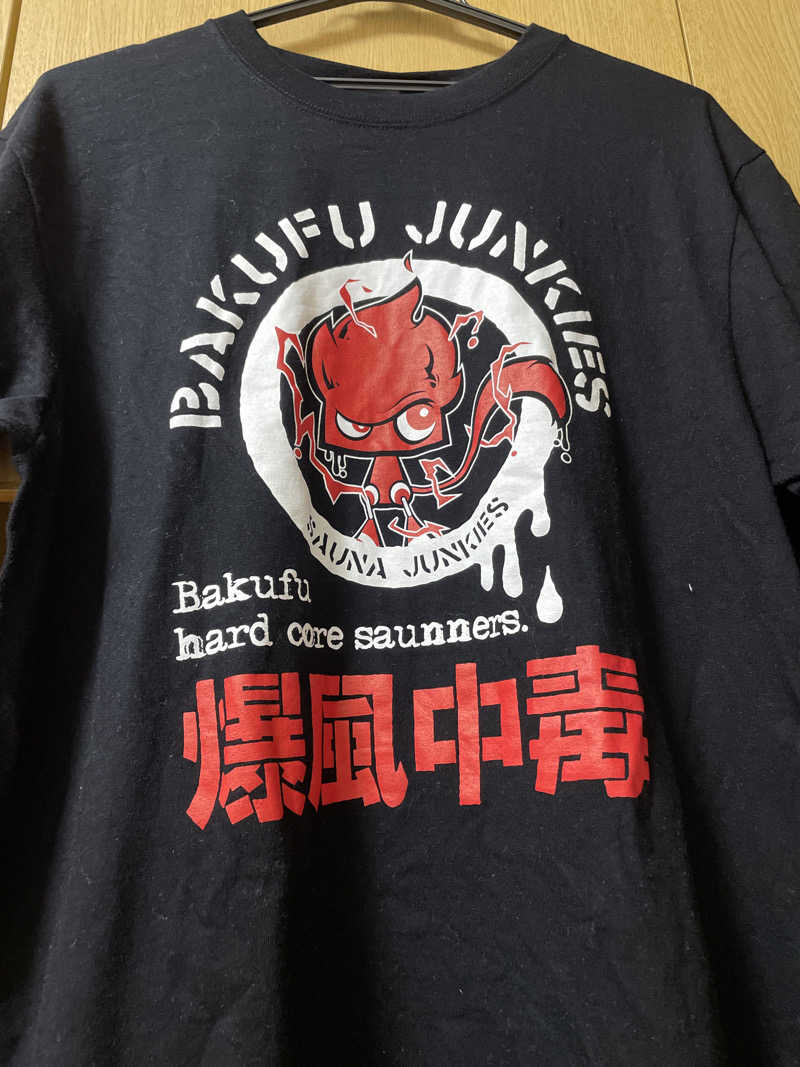 BAKUFU JUNKIES
SAUNA JUNKIES
Bakufu
hard core saunners.
爆風中毒